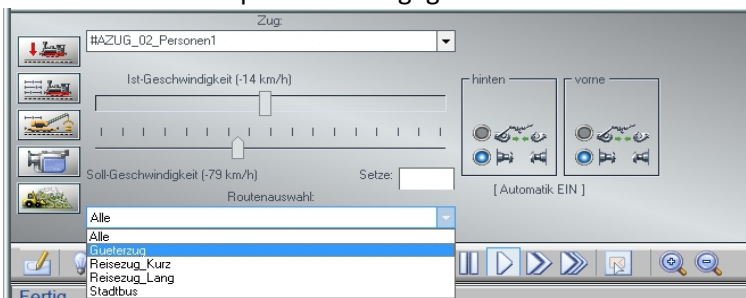 Zug:
#AZUG_02_Personen1
Ist-Geschwindigkeit (-14 km/h)
hinten
vorne
Soll-Geschwindigkeit (-79 km/h)
Setze:
[ Automatik EIN ]
Routenauswahl:
Alle
Alle
Gueterzug
Reisezug_Kurz
Reisezug_Lang
Stadtbus
Fertig